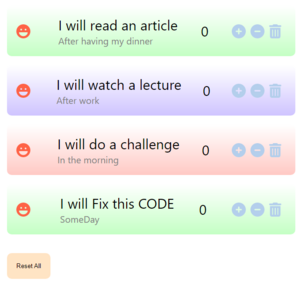 I will read an article
After having my dinner
0
I will watch a lecture
After work
0
I will do a challenge
In the morning
0
I will Fix this CODE
SomeDay
0
Reset All